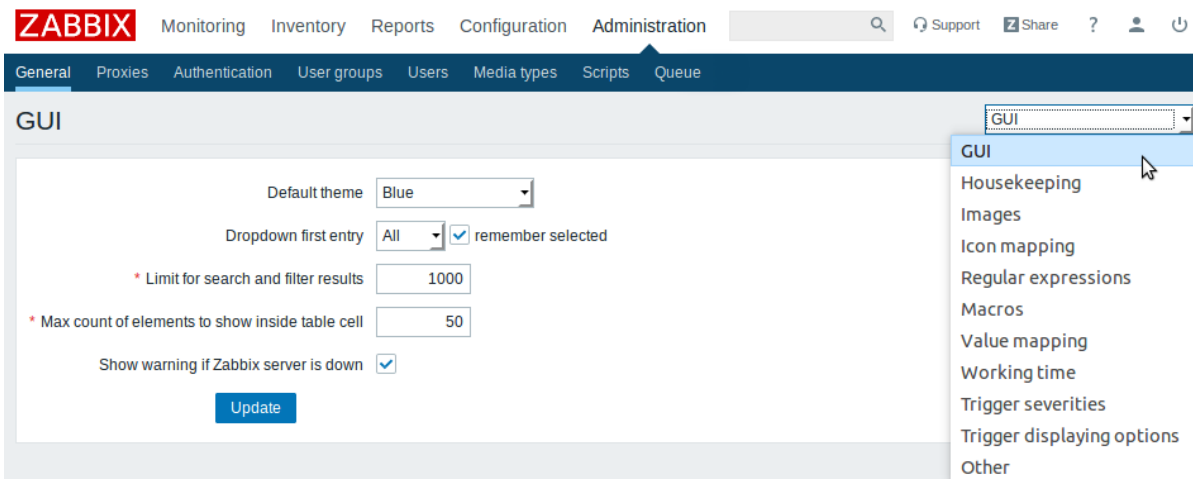 ZABBIX Monitoring Inventory Reports Configuration Administration Support Z Share ?
General Proxies Authentication User groups Users Media types Scripts Queue
GUI GUI
GUI
Housekeeping
Images
Icon mapping
Regular expressions
Macros
Value mapping
Working time
Trigger severities
Trigger displaying options
Other
Default theme Blue
Dropdown first entry All remember selected
* Limit for search and filter results 1000
* Max count of elements to show inside table cell 50
Show warning if Zabbix server is down
Update